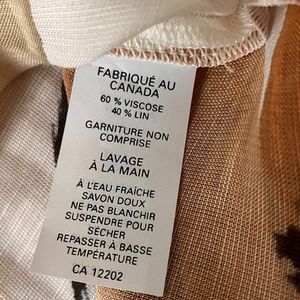 FABRIQUÉ AU
CANADA
60 % VISCOSE
40 % LIN
GARNITURE NON
COMPRISE
LAVAGE
À LA MAIN
À L'EAU FRAÎCHE
SAVON DOUX
NE PAS BLANCHIR
SUSPENDRE POUR
SÉCHER
REPASSER À BASSE
TEMPÉRATURE
CA 12202